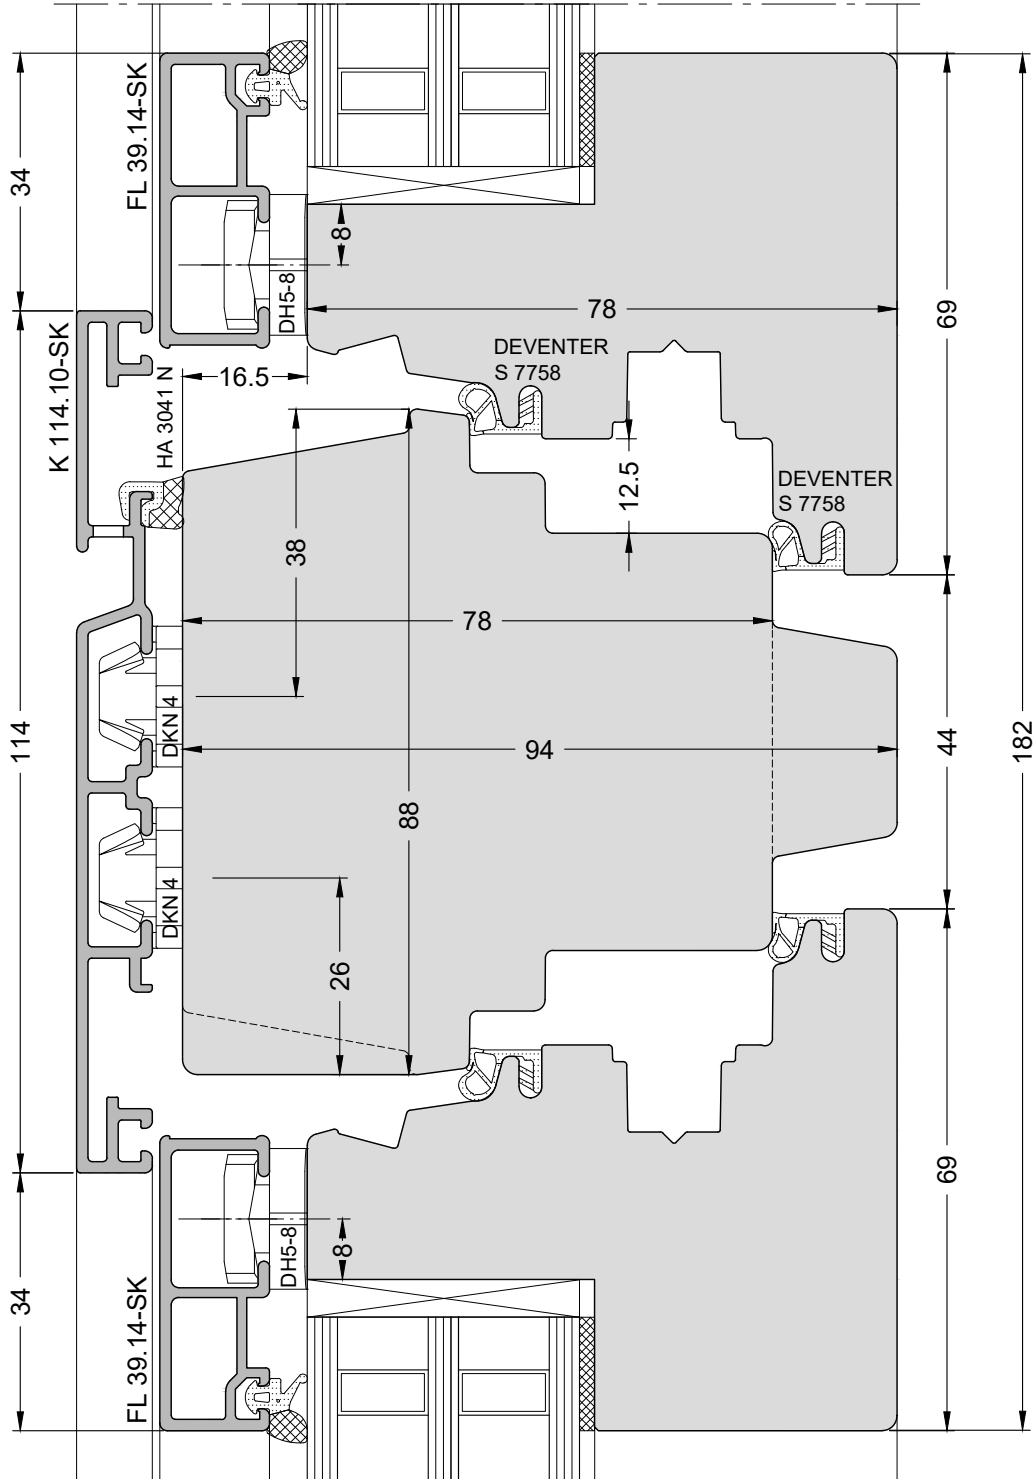 FL 39.14-SK
34
8
DH5-8
78
69
K 114.10-SK
16.5
DEVENTER
S 7758
HA 3041 N
12.5
DEVENTER
S 7758
38
78
DKN 4
114
94
44
182
88
DKN 4
26
69
DH5-8
8
FL 39.14-SK
34